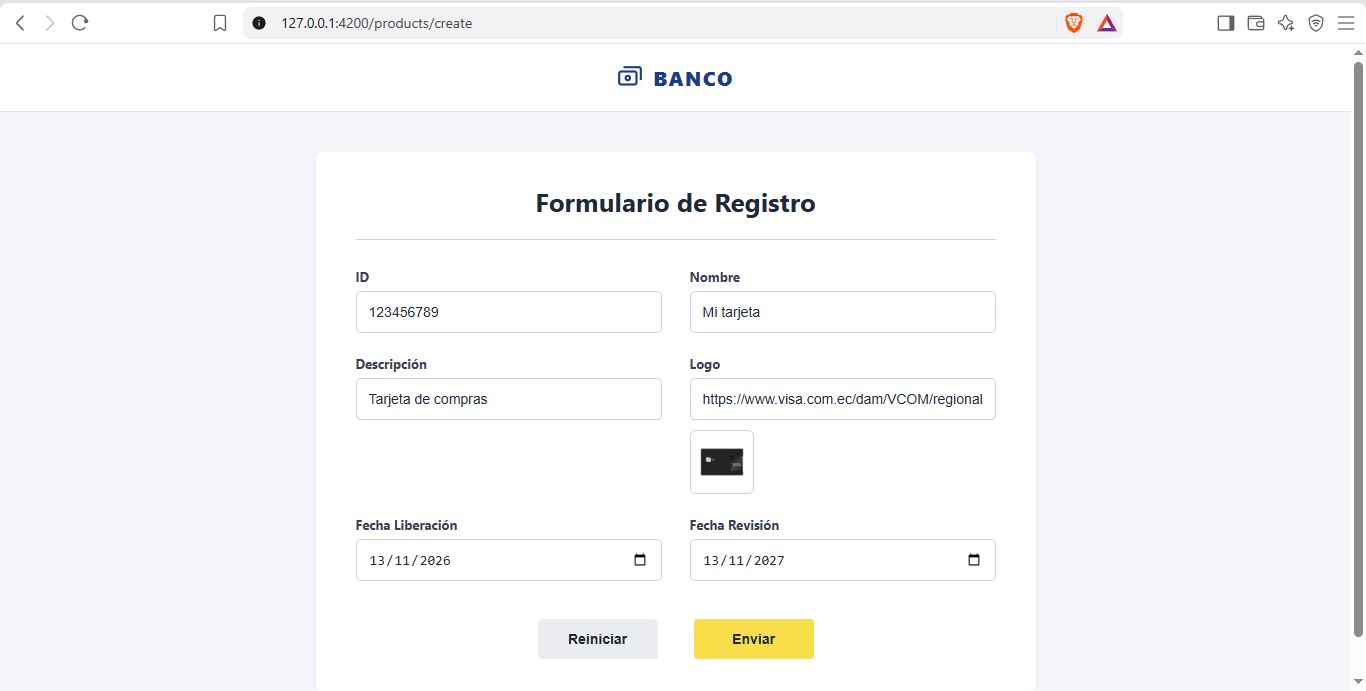 127.0.0.1:4200/products/create
BANCO
Formulario de Registro
ID
Nombre
123456789
Mi tarjeta
Descripción
Logo
Tarjeta de compras
https://www.visa.com.ec/dam/VCOM/regional
Fecha Liberación
Fecha Revisión
13/11/2026
13/11/2027
Reiniciar
Enviar